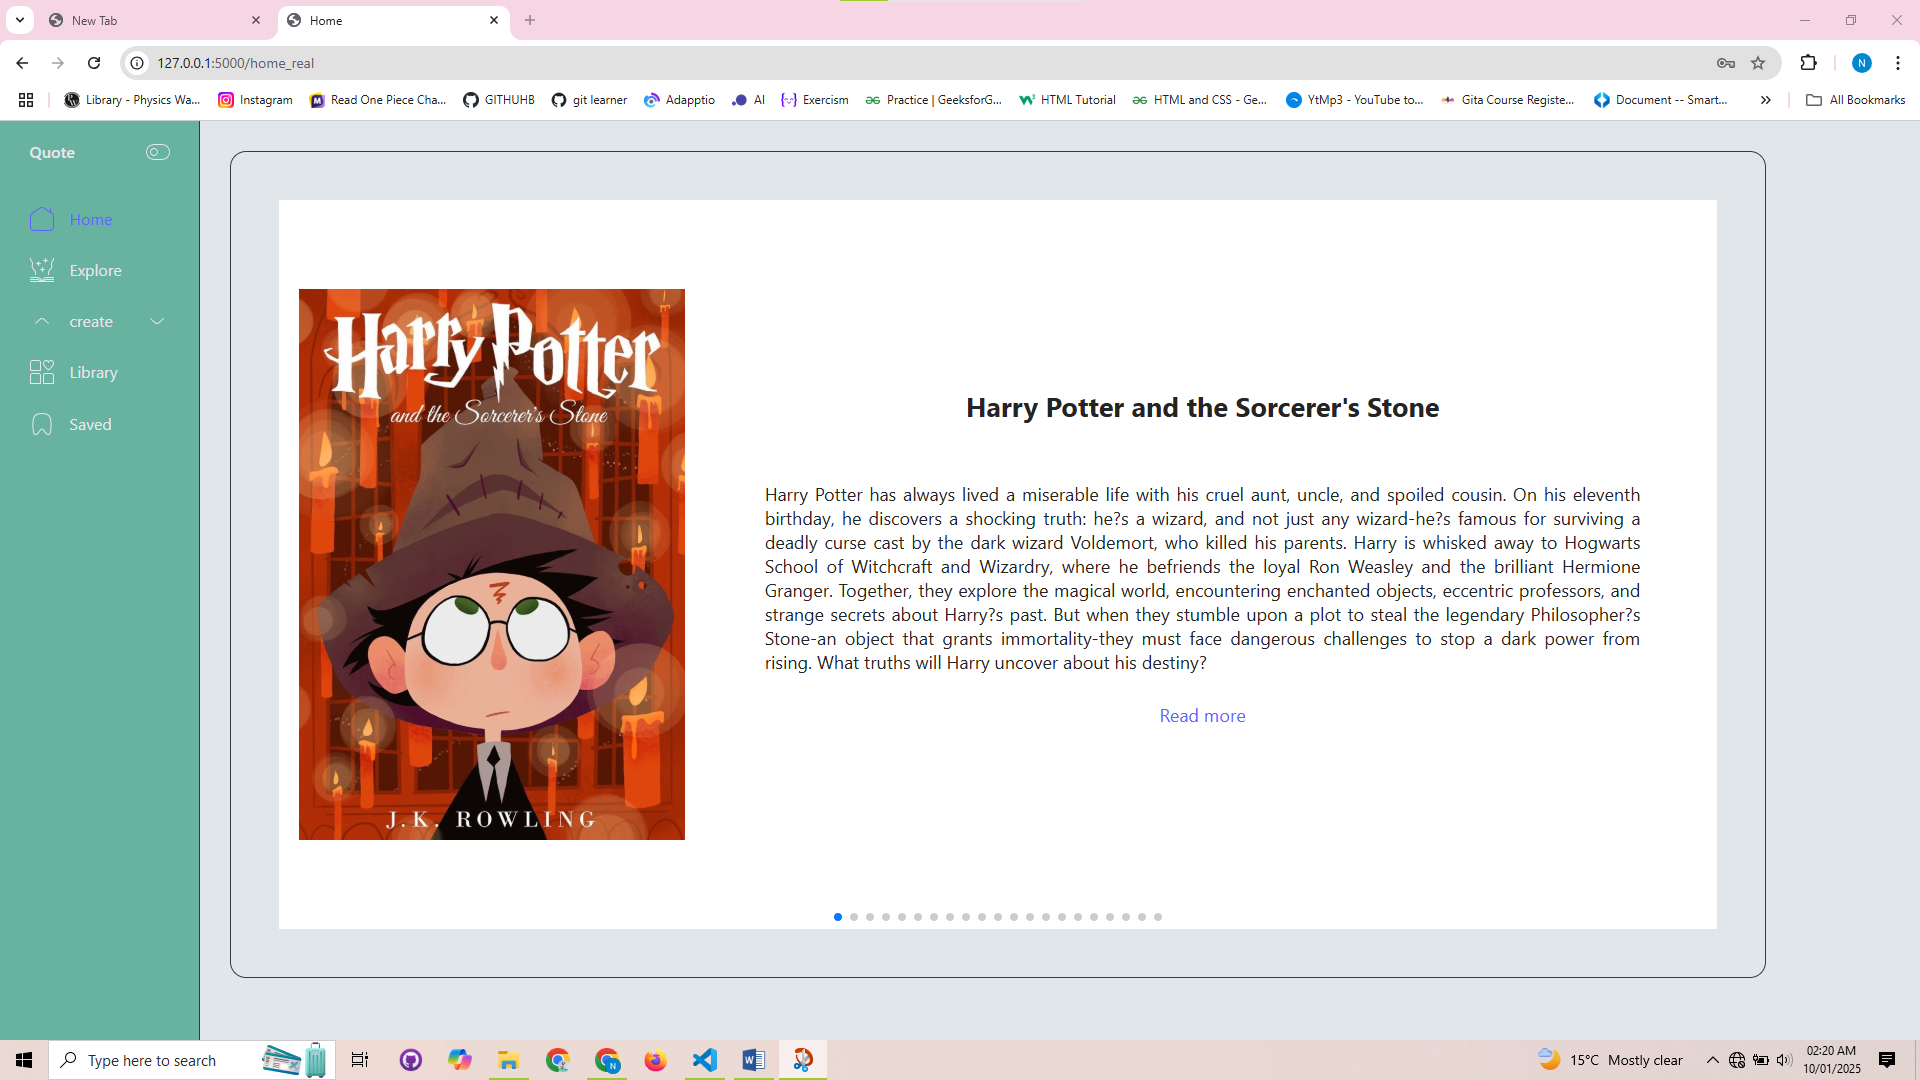 New Tab
Home
127.0.0.1:5000/home_real
N
Library - Physics Wa...
Instagram
Read One Piece Cha...
GITHUHB
git learner
Adapptio
AI
Exercism
Practice | GeeksforG...
HTML Tutorial
HTML and CSS - Ge...
YtMp3 - YouTube to...
Gita Course Registe...
Document -- Smart...
All Bookmarks
Quote
Home
Explore
create
Library
Saved
Harry Potter
and the Sorcerer's Stone
J.K. ROWLING
Harry Potter and the Sorcerer's Stone
Harry Potter has always lived a miserable life with his cruel aunt, uncle, and spoiled cousin. On his eleventh
birthday, he discovers a shocking truth: he?s a wizard, and not just any wizard-he?s famous for surviving a
deadly curse cast by the dark wizard Voldemort, who killed his parents. Harry is whisked away to Hogwarts
School of Witchcraft and Wizardry, where he befriends the loyal Ron Weasley and the brilliant Hermione
Granger. Together, they explore the magical world, encountering enchanted objects, eccentric professors, and
strange secrets about Harry?s past. But when they stumble upon a plot to steal the legendary Philosopher?s
Stone-an object that grants immortality-they must face dangerous challenges to stop a dark power from
rising. What truths will Harry uncover about his destiny?
Read more
Type here to search
15°C Mostly clear
02:20 AM
10/01/2025